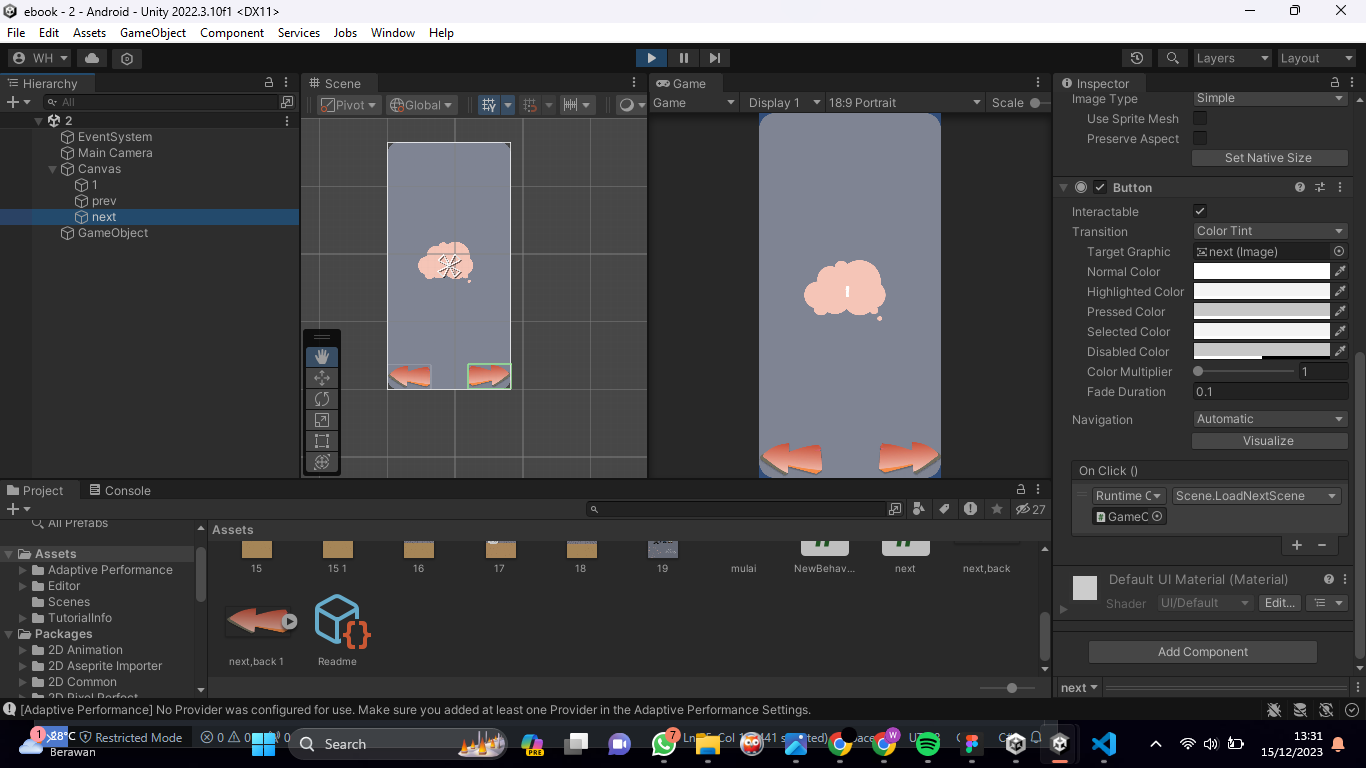 ebook - 2 - Android - Unity 2022.3.10f1 <DX11>
File Edit Assets GameObject Component Services Jobs Window Help
WH
Layers
Layout
Hierarchy
All
2
EventSystem
Main Camera
Canvas
1
prev
next
GameObject
Scene
Pivot
Global
Game
Game
Display 1
18:9 Portrait
Scale
Inspector
Image Type
Simple
Use Sprite Mesh
Preserve Aspect
Set Native Size
Button
Interactable
Transition
Color Tint
Target Graphic
next (Image)
Normal Color
Highlighted Color
Pressed Color
Selected Color
Disabled Color
Color Multiplier
1
Fade Duration
0.1
Navigation
Automatic
Visualize
On Click ()
Runtime C
Scene.LoadNextScene
GameC
Default UI Material (Material)
Shader
UI/Default
Edit...
Add Component
next
Project
Console
27
All Prefabs
Assets
Adaptive Performance
Editor
Scenes
TutorialInfo
Packages
2D Animation
2D Aseprite Importer
2D Common
2D Pixel Perfect
Assets
15
15 1
16
17
18
19
mulai
NewBehav...
next
next,back
next,back 1
Readme
[Adaptive Performance] No Provider was configured for use. Make sure you added at least one Provider in the Adaptive Performance Settings.
1
28°C
Berawan
Restricted Mode
0
0
0
Search
PRE
7
W
13:31
15/12/2023